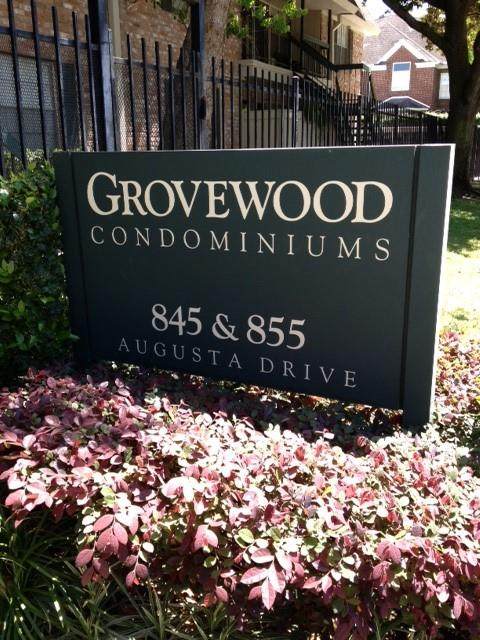 GROVEWOOD
CONDOMINIUMS
845 & 855
AUGUSTA DRIVE